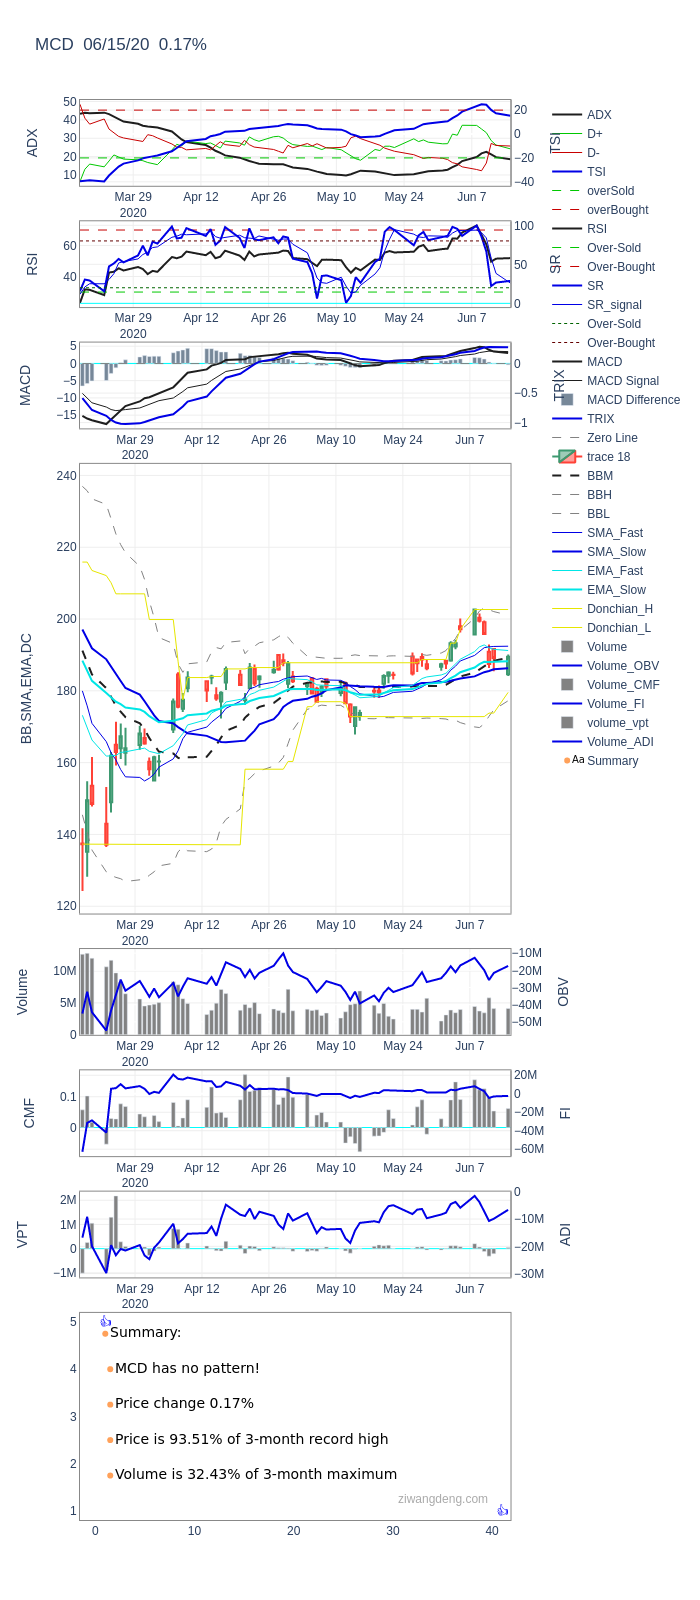 MCD  06/15/20  0.17%
50
40
30
20
10
ADX
20
0
−20
−40
TSI
Mar 29
2020
Apr 12
Apr 26
May 10
May 24
Jun 7
60
40
RSI
100
50
0
SR
Mar 29
2020
Apr 12
Apr 26
May 10
May 24
Jun 7
5
0
−5
−10
−15
MACD
0
−0.5
−1
TRIX
Mar 29
2020
Apr 12
Apr 26
May 10
May 24
Jun 7
240
220
200
180
160
140
120
BB,SMA,EMA,DC
Mar 29
2020
Apr 12
Apr 26
May 10
May 24
Jun 7
10M
5M
0
Volume
−10M
−20M
−30M
−40M
−50M
OBV
Mar 29
2020
Apr 12
Apr 26
May 10
May 24
Jun 7
0.1
0
CMF
20M
0
−20M
−40M
−60M
FI
Mar 29
2020
Apr 12
Apr 26
May 10
May 24
Jun 7
2M
1M
0
−1M
VPT
0
−10M
−20M
−30M
ADI
Mar 29
2020
Apr 12
Apr 26
May 10
May 24
Jun 7
5
4
3
2
1
Summary:
MCD has no pattern!
Price change 0.17%
Price is 93.51% of 3-month record high
Volume is 32.43% of 3-month maximum
ziwangdeng.com
0
10
20
30
40
ADX
D+
D-
TSI
overSold
overBought
RSI
Over-Sold
Over-Bought
SR
SR_signal
Over-Sold
Over-Bought
MACD
MACD Signal
MACD Difference
TRIX
Zero Line
trace 18
BBM
BBH
BBL
SMA_Fast
SMA_Slow
EMA_Fast
EMA_Slow
Donchian_H
Donchian_L
Volume
Volume_OBV
Volume_CMF
Volume_FI
volume_vpt
Volume_ADI
Aa Summary